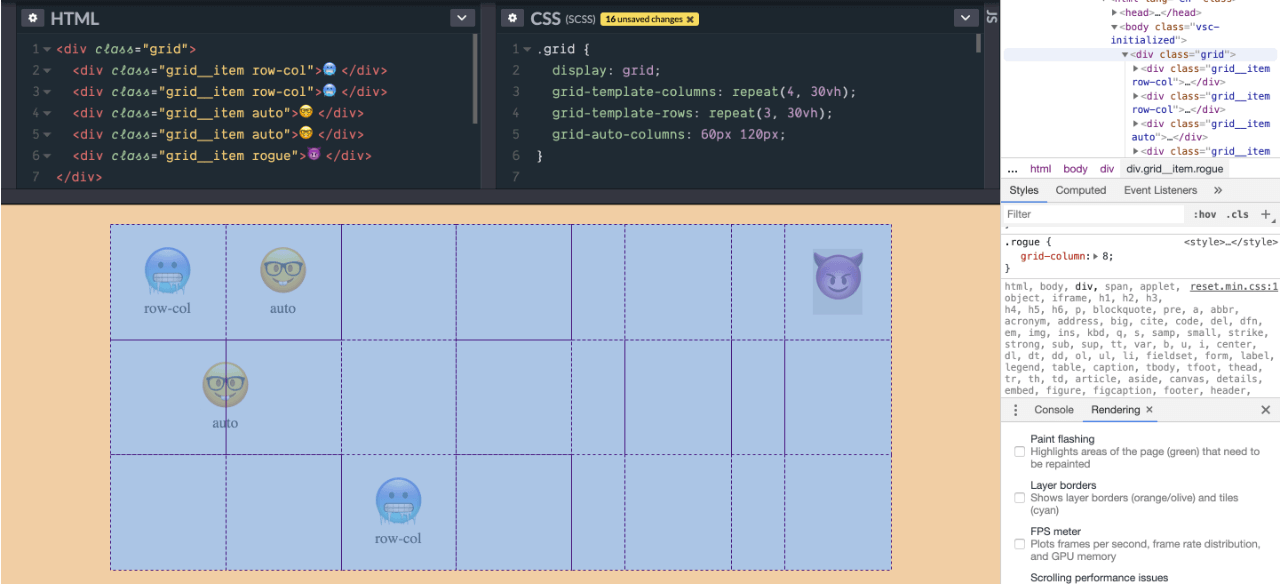 HTML
1 <div class="grid">
2 <div class="grid__item row-col">🥶 </div>
3 <div class="grid__item row-col">🥶 </div>
4 <div class="grid__item auto">🤓 </div>
5 <div class="grid__item auto">🤓 </div>
6 <div class="grid__item rogue">😈 </div>
7 </div>
CSS (SCSS) 16 unsaved changes ×
1 .grid {
2 display: grid;
3 grid-template-columns: repeat(4, 30vh);
4 grid-template-rows: repeat(3, 30vh);
5 grid-auto-columns: 60px 120px;
6 }
7
JS
row-col
auto
auto
row-col
▶<head>…</head>
▼<body class="vsc-
initialized">
▼<div class="grid">
▶<div class="grid__item
row-col">…</div>
▶<div class="grid__item
row-col">…</div>
▶<div class="grid__item
auto">…</div>
▶<div class="grid__item
... html body div div.grid__item.rogue
Styles Computed Event Listeners »
Filter :hov .cls +
.rogue { <style>…</style>
grid-column:▶ 8;
}
html, body, div, span, applet, reset.min.css:1
object, iframe, h1, h2, h3,
h4, h5, h6, p, blockquote, pre, a, abbr,
acronym, address, big, cite, code, del, dfn,
em, img, ins, kbd, q, s, samp, small, strike,
strong, sub, sup, tt, var, b, u, i, center,
dl, dt, dd, ol, ul, li, fieldset, form, label,
legend, table, caption, tbody, tfoot, thead,
tr, th, td, article, aside, canvas, details,
embed, figure, figcaption, footer, header,
Console Rendering ×
Paint flashing
Highlights areas of the page (green) that need to
be repainted
Layer borders
Shows layer borders (orange/olive) and tiles
(cyan)
FPS meter
Plots frames per second, frame rate distribution,
and GPU memory
Scrolling performance issues